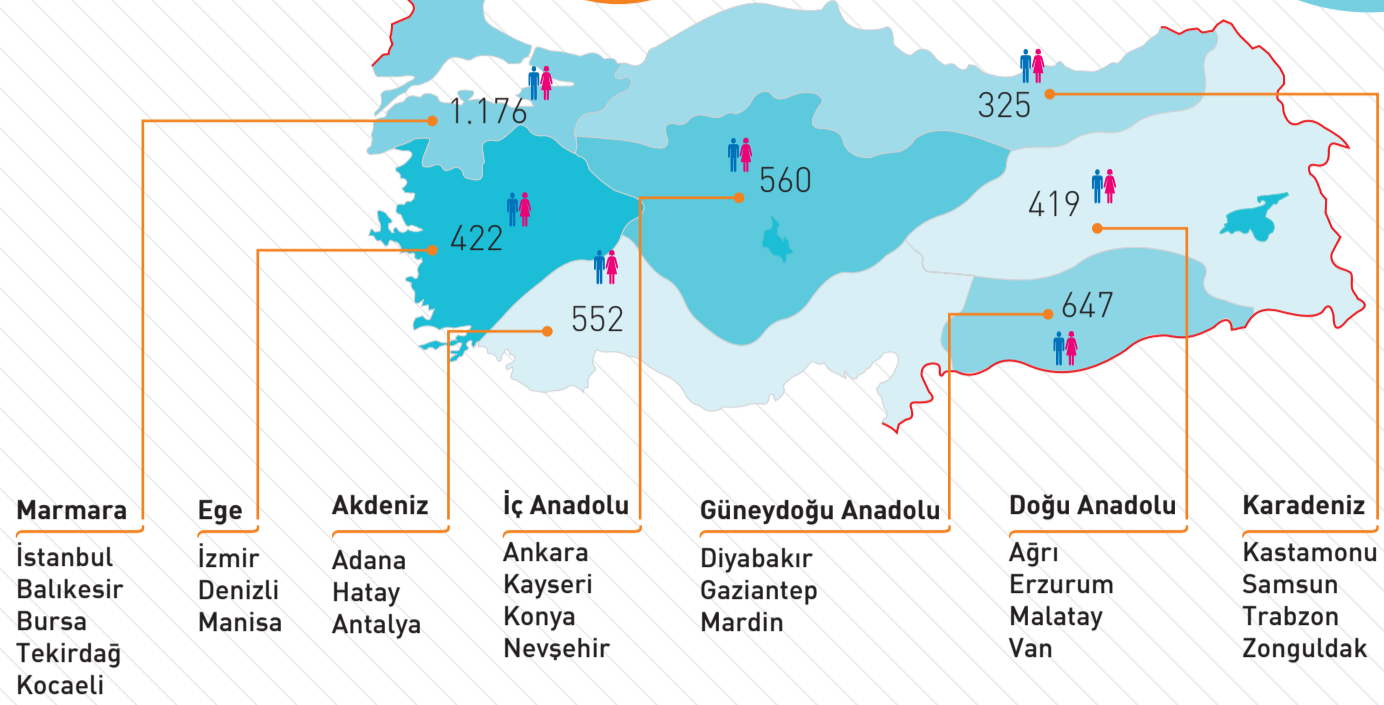 1.176
325
560
419
422
647
552
Marmara
İstanbul
Balıkesir
Bursa
Tekirdağ
Kocaeli
Ege
İzmir
Denizli
Manisa
Akdeniz
Adana
Hatay
Antalya
İç Anadolu
Ankara
Kayseri
Konya
Nevşehir
Güneydoğu Anadolu
Diyabakır
Gaziantep
Mardin
Doğu Anadolu
Ağrı
Erzurum
Malatay
Van
Karadeniz
Kastamonu
Samsun
Trabzon
Zonguldak